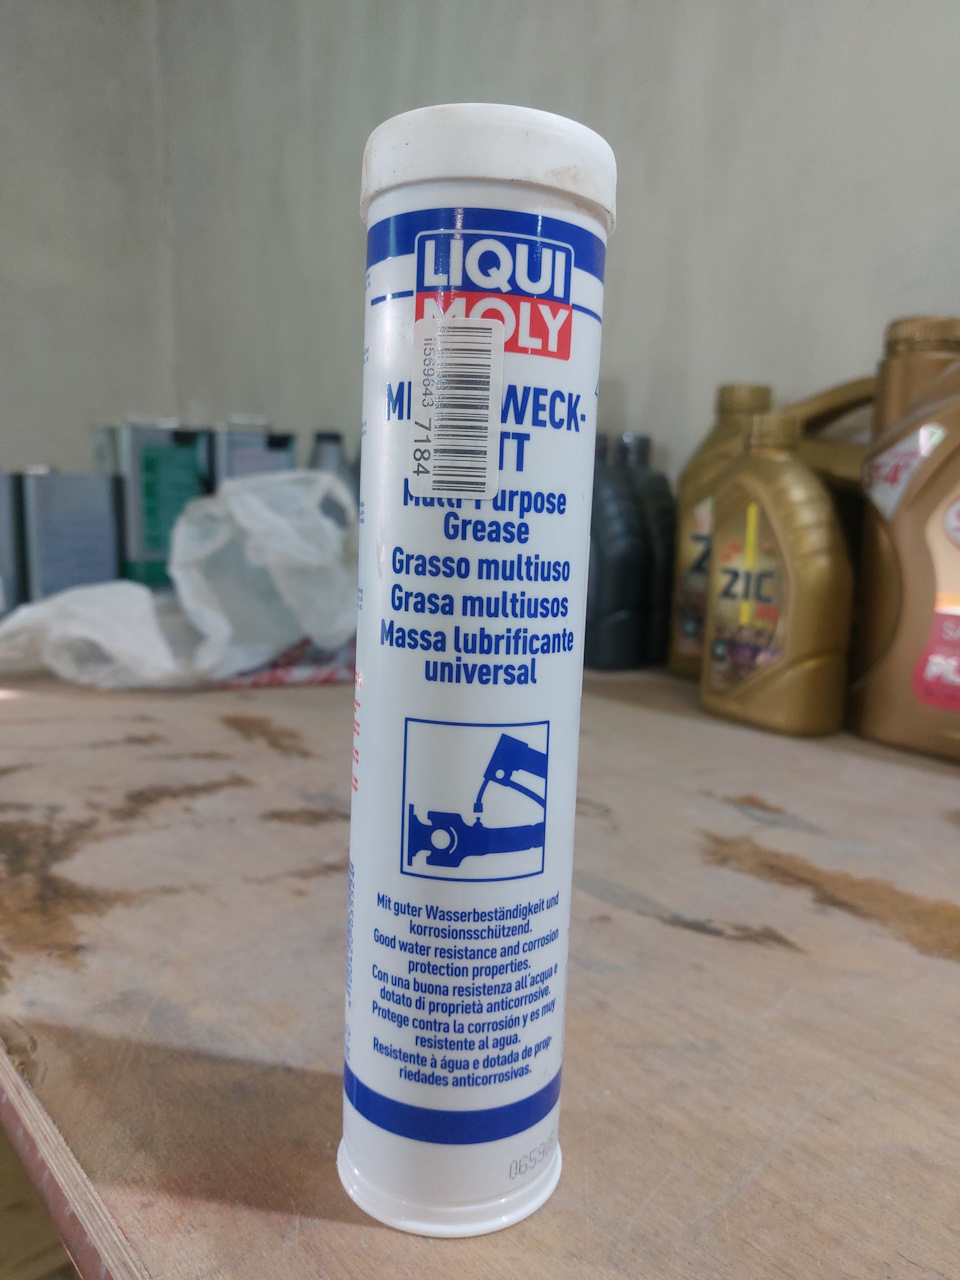 LIQUI
MOLY
Multi-Purpose
Grease
Grasso multiuso
Grasa multiusos
Massa lubrificante
universal
Mit guter Wasserbeständigkeit und
korrosionsschützend.
Good water resistance and corrosion
protection properties.
Con una buona resistenza all'acqua e
dotato di proprietà anticorrosive.
Protege contra la corrosión y es muy
resistente al agua.
Resistente à água e dotada de prop-
riedades anticorrosivas.
7184
ZIC